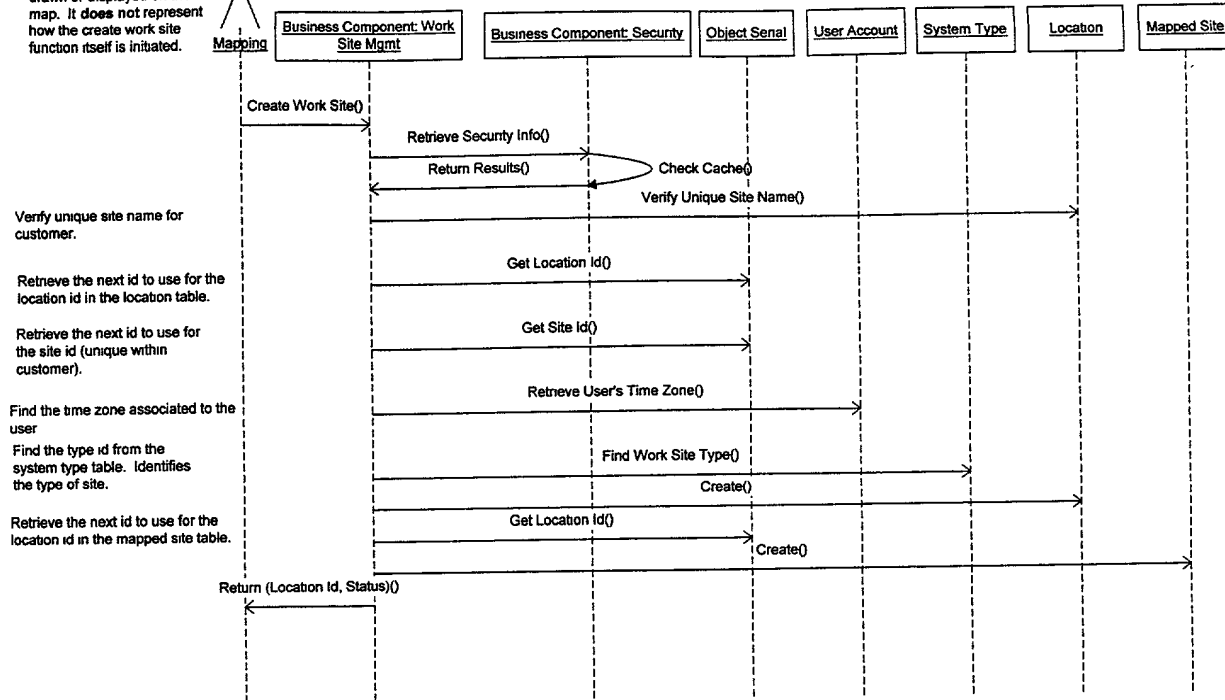 map. It does not represent
how the create work site
function itself is initiated.
Mapping
Business Component: Work
Site Mgmt
Business Component: Security
Object Serial
User Account
System Type
Location
Mapped Site
Create Work Site()
Retrieve Security Info()
Return Results()
Check Cache()
Verify Unique Site Name()
Verify unique site name for
customer.
Get Location Id()
Retrieve the next id to use for the
location id in the location table.
Get Site Id()
Retrieve the next id to use for
the site id (unique within
customer).
Retrieve User's Time Zone()
Find the time zone associated to the
user
Find the type id from the
system type table. Identifies
the type of site.
Find Work Site Type()
Create()
Retrieve the next id to use for the
location id in the mapped site table.
Get Location Id()
Create()
Return (Location Id, Status)()